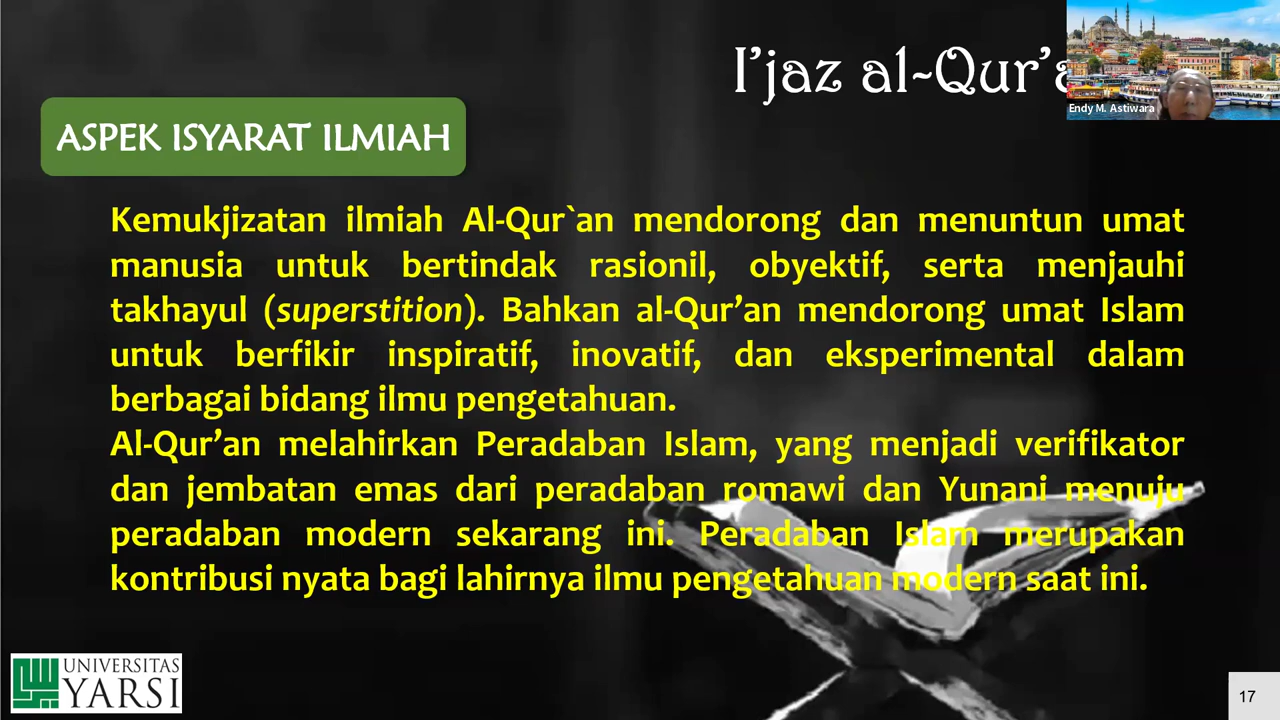 I'jaz al-Qur'a
Endy M. Astiwara
ASPEK ISYARAT ILMIAH
Kemukjizatan ilmiah Al-Qur`an mendorong dan menuntun umat
manusia untuk bertindak rasionil, obyektif, serta menjauhi
takhayul (superstition). Bahkan al-Qur’an mendorong umat Islam
untuk berfikir inspiratif, inovatif, dan eksperimental dalam
berbagai bidang ilmu pengetahuan.
Al-Qur’an melahirkan Peradaban Islam, yang menjadi verifikator
dan jembatan emas dari peradaban romawi dan Yunani menuju
peradaban modern sekarang ini. Peradaban Islam merupakan
kontribusi nyata bagi lahirnya ilmu pengetahuan modern saat ini.
UNIVERSITAS
YARSI
17